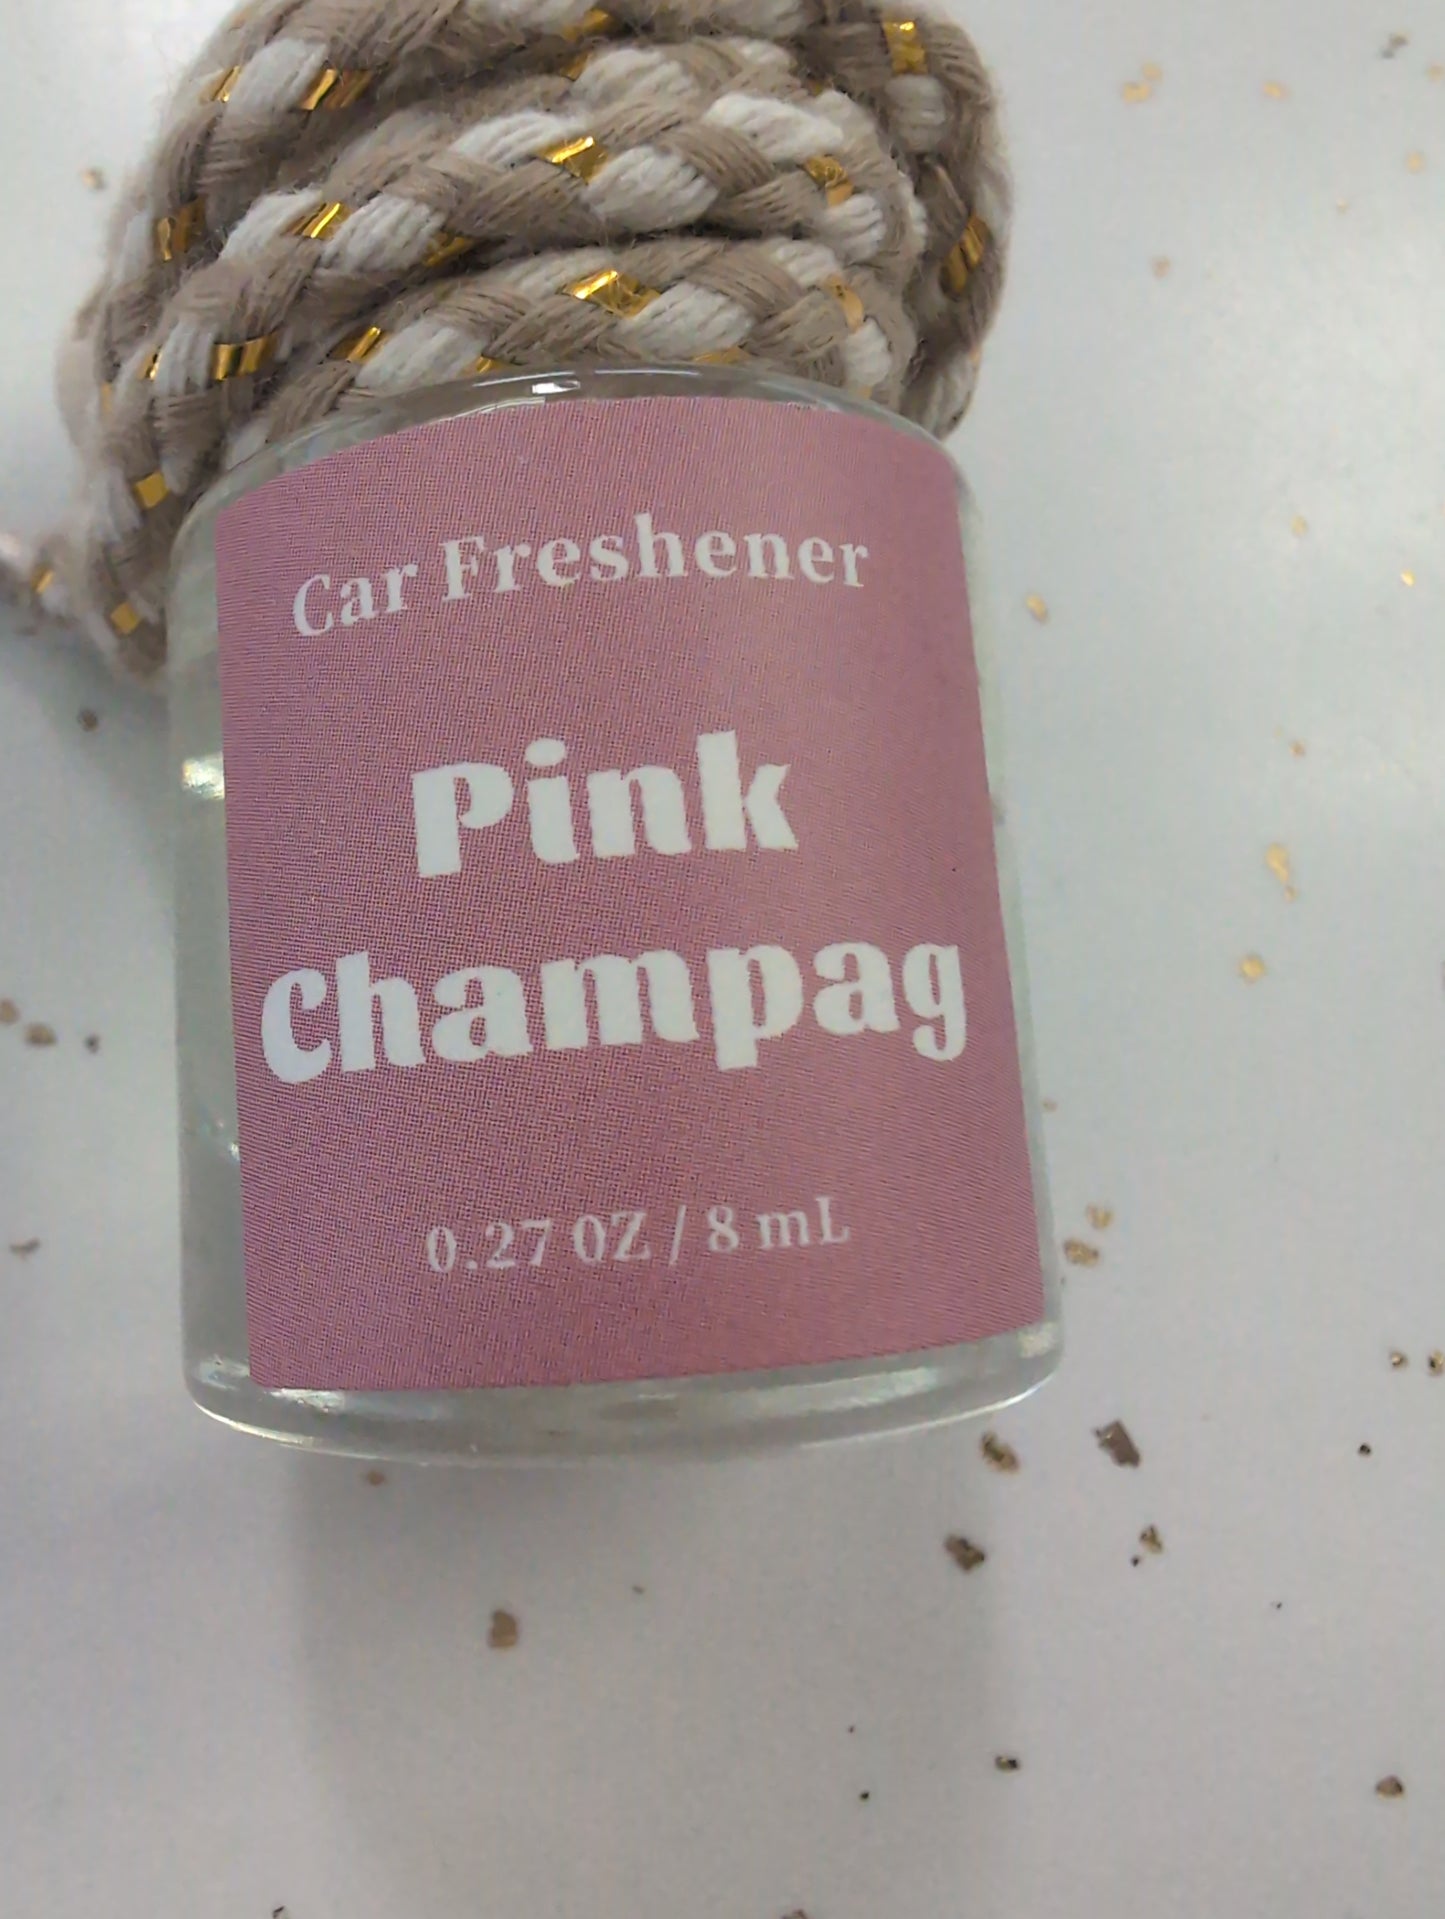 Car Freshener
Pink
Champag
0.27 OZ / 8 mL